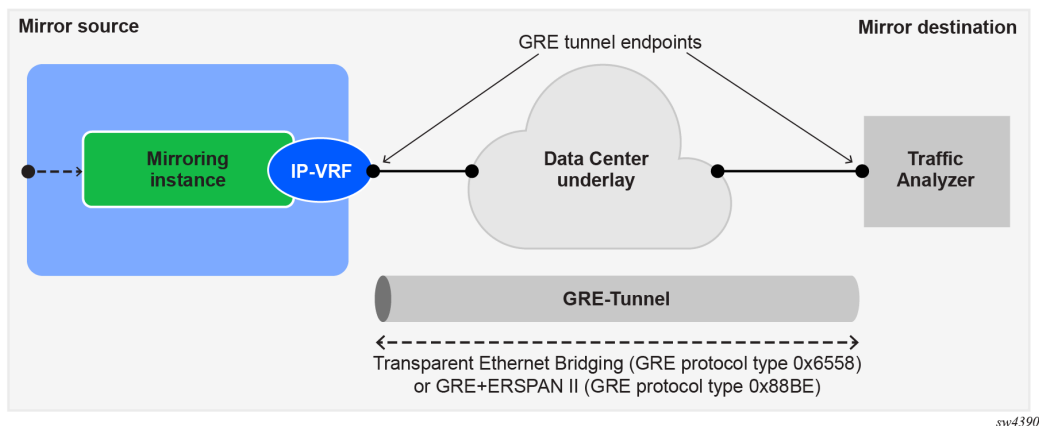 Mirror source
Mirror destination
GRE tunnel endpoints
Mirroring
instance
IP-VRF
Data Center
underlay
Traffic
Analyzer
GRE-Tunnel
Transparent Ethernet Bridging (GRE protocol type 0x6558)
or GRE+ERSPAN II (GRE protocol type 0x88BE)
sw4390